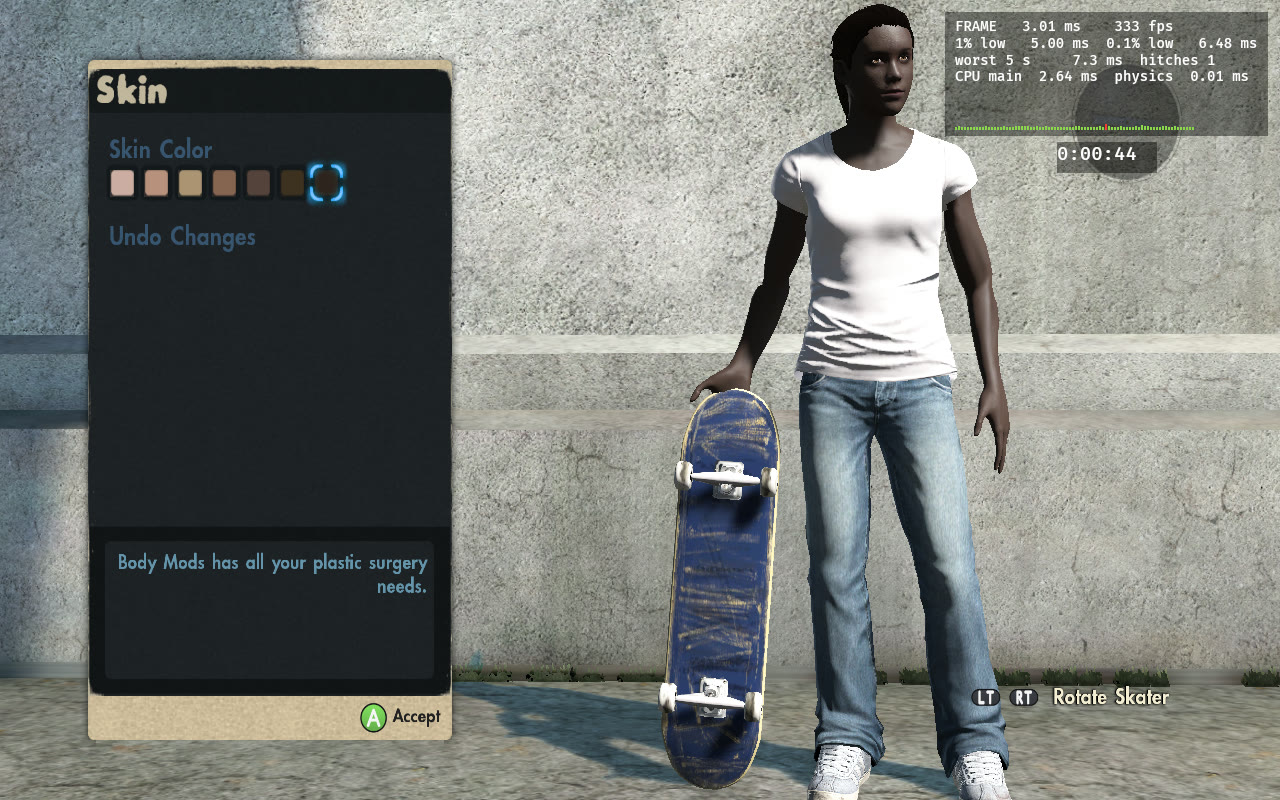 Skin
Skin Color
Undo Changes
Body Mods has all your plastic surgery
needs.
A Accept
FRAME 3.01 ms 333 fps
1% low 5.00 ms 0.1% low 6.48 ms
worst 5 s 7.3 ms hitches 1
CPU main 2.64 ms physics 0.01 ms
0:00:44
LT RT Rotate Skater